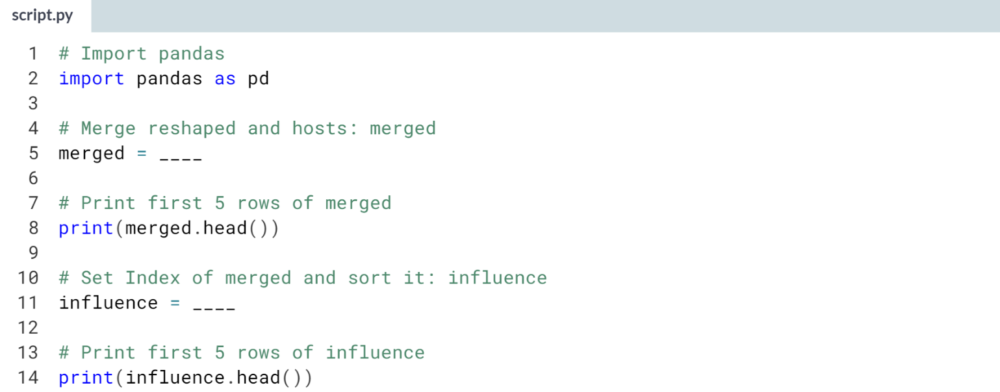 script.py
1 # Import pandas
2 import pandas as pd
3
4 # Merge reshaped and hosts: merged
5 merged = ____
6
7 # Print first 5 rows of merged
8 print(merged.head())
9
10 # Set Index of merged and sort it: influence
11 influence = ____
12
13 # Print first 5 rows of influence
14 print(influence.head())